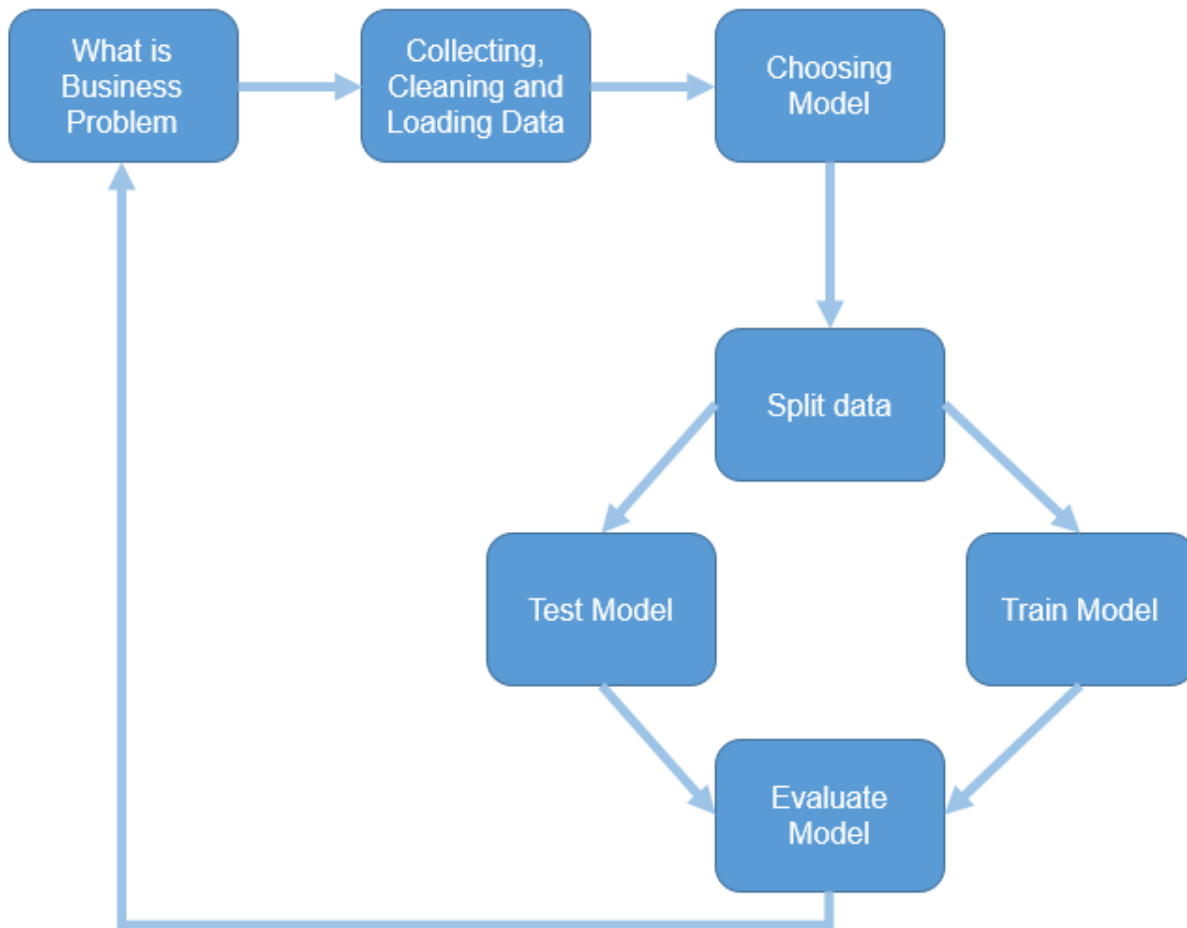 What is
Business
Problem
Collecting,
Cleaning and
Loading Data
Choosing
Model
Split data
Test Model
Train Model
Evaluate
Model